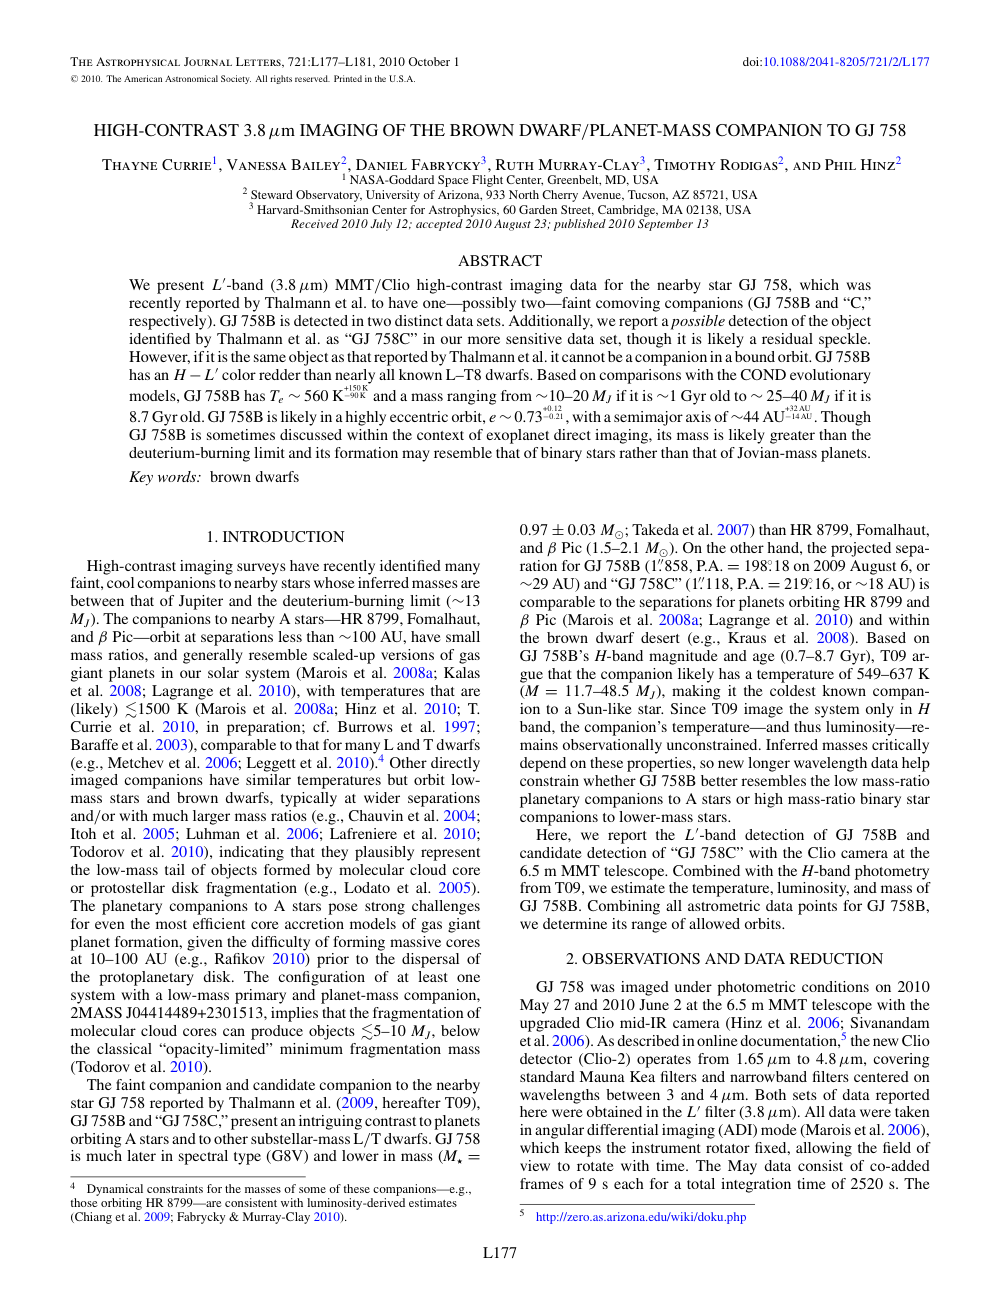 The Astrophysical Journal Letters, 721:L177–L181, 2010 October 1
doi:10.1088/2041-8205/721/2/L177
© 2010. The American Astronomical Society. All rights reserved. Printed in the U.S.A.
HIGH-CONTRAST 3.8 μm IMAGING OF THE BROWN DWARF/PLANET-MASS COMPANION TO GJ 758
Thayne Currie1, Vanessa Bailey2, Daniel Fabrycky3, Ruth Murray-Clay3, Timothy Rodigas2, and Phil Hinz2
1 NASA-Goddard Space Flight Center, Greenbelt, MD, USA
2 Steward Observatory, University of Arizona, 933 North Cherry Avenue, Tucson, AZ 85721, USA
3 Harvard-Smithsonian Center for Astrophysics, 60 Garden Street, Cambridge, MA 02138, USA
Received 2010 July 12; accepted 2010 August 23; published 2010 September 13
ABSTRACT
We present L′-band (3.8 μm) MMT/Clio high-contrast imaging data for the nearby star GJ 758, which was
recently reported by Thalmann et al. to have one—possibly two—faint comoving companions (GJ 758B and “C,”
respectively). GJ 758B is detected in two distinct data sets. Additionally, we report a possible detection of the object
identified by Thalmann et al. as “GJ 758C” in our more sensitive data set, though it is likely a residual speckle.
However, if it is the same object as that reported by Thalmann et al. it cannot be a companion in a bound orbit. GJ 758B
has an H − L′ color redder than nearly all known L–T8 dwarfs. Based on comparisons with the COND evolutionary
models, GJ 758B has Te ∼ 560 K+150 K −90 K and a mass ranging from ∼10–20 MJ if it is ∼1 Gyr old to ∼ 25–40 MJ if it is
8.7 Gyr old. GJ 758B is likely in a highly eccentric orbit, e ∼ 0.73+0.12 −0.21, with a semimajor axis of ∼44 AU+32 AU −14 AU. Though
GJ 758B is sometimes discussed within the context of exoplanet direct imaging, its mass is likely greater than the
deuterium-burning limit and its formation may resemble that of binary stars rather than that of Jovian-mass planets.
Key words: brown dwarfs
1. INTRODUCTION
High-contrast imaging surveys have recently identified many
faint, cool companions to nearby stars whose inferred masses are
between that of Jupiter and the deuterium-burning limit (∼13
MJ). The companions to nearby A stars—HR 8799, Fomalhaut,
and β Pic—orbit at separations less than ∼100 AU, have small
mass ratios, and generally resemble scaled-up versions of gas
giant planets in our solar system (Marois et al. 2008a; Kalas
et al. 2008; Lagrange et al. 2010), with temperatures that are
(likely) ≲1500 K (Marois et al. 2008a; Hinz et al. 2010; T.
Currie et al. 2010, in preparation; cf. Burrows et al. 1997;
Baraffe et al. 2003), comparable to that for many L and T dwarfs
(e.g., Metchev et al. 2006; Leggett et al. 2010).4 Other directly
imaged companions have similar temperatures but orbit low-
mass stars and brown dwarfs, typically at wider separations
and/or with much larger mass ratios (e.g., Chauvin et al. 2004;
Itoh et al. 2005; Luhman et al. 2006; Lafreniere et al. 2010;
Todorov et al. 2010), indicating that they plausibly represent
the low-mass tail of objects formed by molecular cloud core
or protostellar disk fragmentation (e.g., Lodato et al. 2005).
The planetary companions to A stars pose strong challenges
for even the most efficient core accretion models of gas giant
planet formation, given the difficulty of forming massive cores
at 10–100 AU (e.g., Rafikov 2010) prior to the dispersal of
the protoplanetary disk. The configuration of at least one
system with a low-mass primary and planet-mass companion,
2MASS J04414489+2301513, implies that the fragmentation of
molecular cloud cores can produce objects ≲5–10 MJ, below
the classical “opacity-limited” minimum fragmentation mass
(Todorov et al. 2010).
The faint companion and candidate companion to the nearby
star GJ 758 reported by Thalmann et al. (2009, hereafter T09),
GJ 758B and “GJ 758C,” present an intriguing contrast to planets
orbiting A stars and to other substellar-mass L/T dwarfs. GJ 758
is much later in spectral type (G8V) and lower in mass (M⋆ =
4 Dynamical constraints for the masses of some of these companions—e.g.,
those orbiting HR 8799—are consistent with luminosity-derived estimates
(Chiang et al. 2009; Fabrycky & Murray-Clay 2010).
0.97 ± 0.03 M⊙; Takeda et al. 2007) than HR 8799, Fomalhaut,
and β Pic (1.5–2.1 M⊙). On the other hand, the projected sepa-
ration for GJ 758B (1.″858, P.A. = 198.°18 on 2009 August 6, or
∼29 AU) and “GJ 758C” (1.″118, P.A. = 219.°16, or ∼18 AU) is
comparable to the separations for planets orbiting HR 8799 and
β Pic (Marois et al. 2008a; Lagrange et al. 2010) and within
the brown dwarf desert (e.g., Kraus et al. 2008). Based on
GJ 758B’s H-band magnitude and age (0.7–8.7 Gyr), T09 ar-
gue that the companion likely has a temperature of 549–637 K
(M = 11.7–48.5 MJ), making it the coldest known compan-
ion to a Sun-like star. Since T09 image the system only in H
band, the companion’s temperature—and thus luminosity—re-
mains observationally unconstrained. Inferred masses critically
depend on these properties, so new longer wavelength data help
constrain whether GJ 758B better resembles the low mass-ratio
planetary companions to A stars or high mass-ratio binary star
companions to lower-mass stars.
Here, we report the L′-band detection of GJ 758B and
candidate detection of “GJ 758C” with the Clio camera at the
6.5 m MMT telescope. Combined with the H-band photometry
from T09, we estimate the temperature, luminosity, and mass of
GJ 758B. Combining all astrometric data points for GJ 758B,
we determine its range of allowed orbits.
2. OBSERVATIONS AND DATA REDUCTION
GJ 758 was imaged under photometric conditions on 2010
May 27 and 2010 June 2 at the 6.5 m MMT telescope with the
upgraded Clio mid-IR camera (Hinz et al. 2006; Sivanandam
et al. 2006). As described in online documentation,5 the new Clio
detector (Clio-2) operates from 1.65 μm to 4.8 μm, covering
standard Mauna Kea filters and narrowband filters centered on
wavelengths between 3 and 4 μm. Both sets of data reported
here were obtained in the L′ filter (3.8 μm). All data were taken
in angular differential imaging (ADI) mode (Marois et al. 2006),
which keeps the instrument rotator fixed, allowing the field of
view to rotate with time. The May data consist of co-added
frames of 9 s each for a total integration time of 2520 s. The
5 http://zero.as.arizona.edu/wiki/doku.php
L177